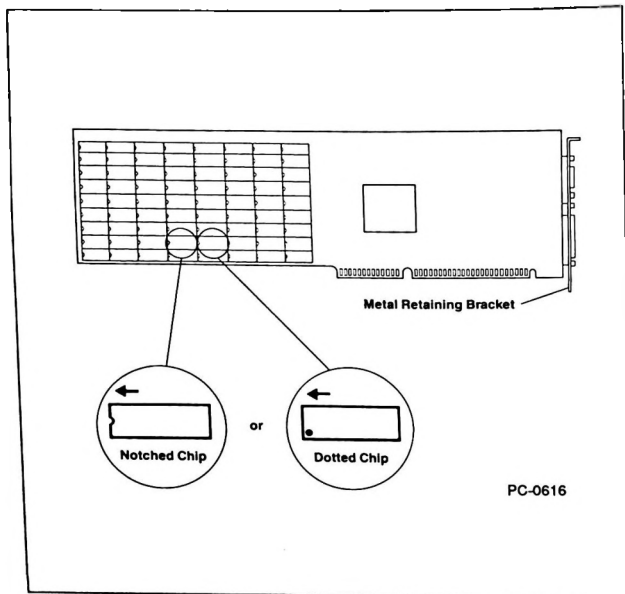 Metal Retaining Bracket
Notched Chip
or
Dotted Chip
PC-0616